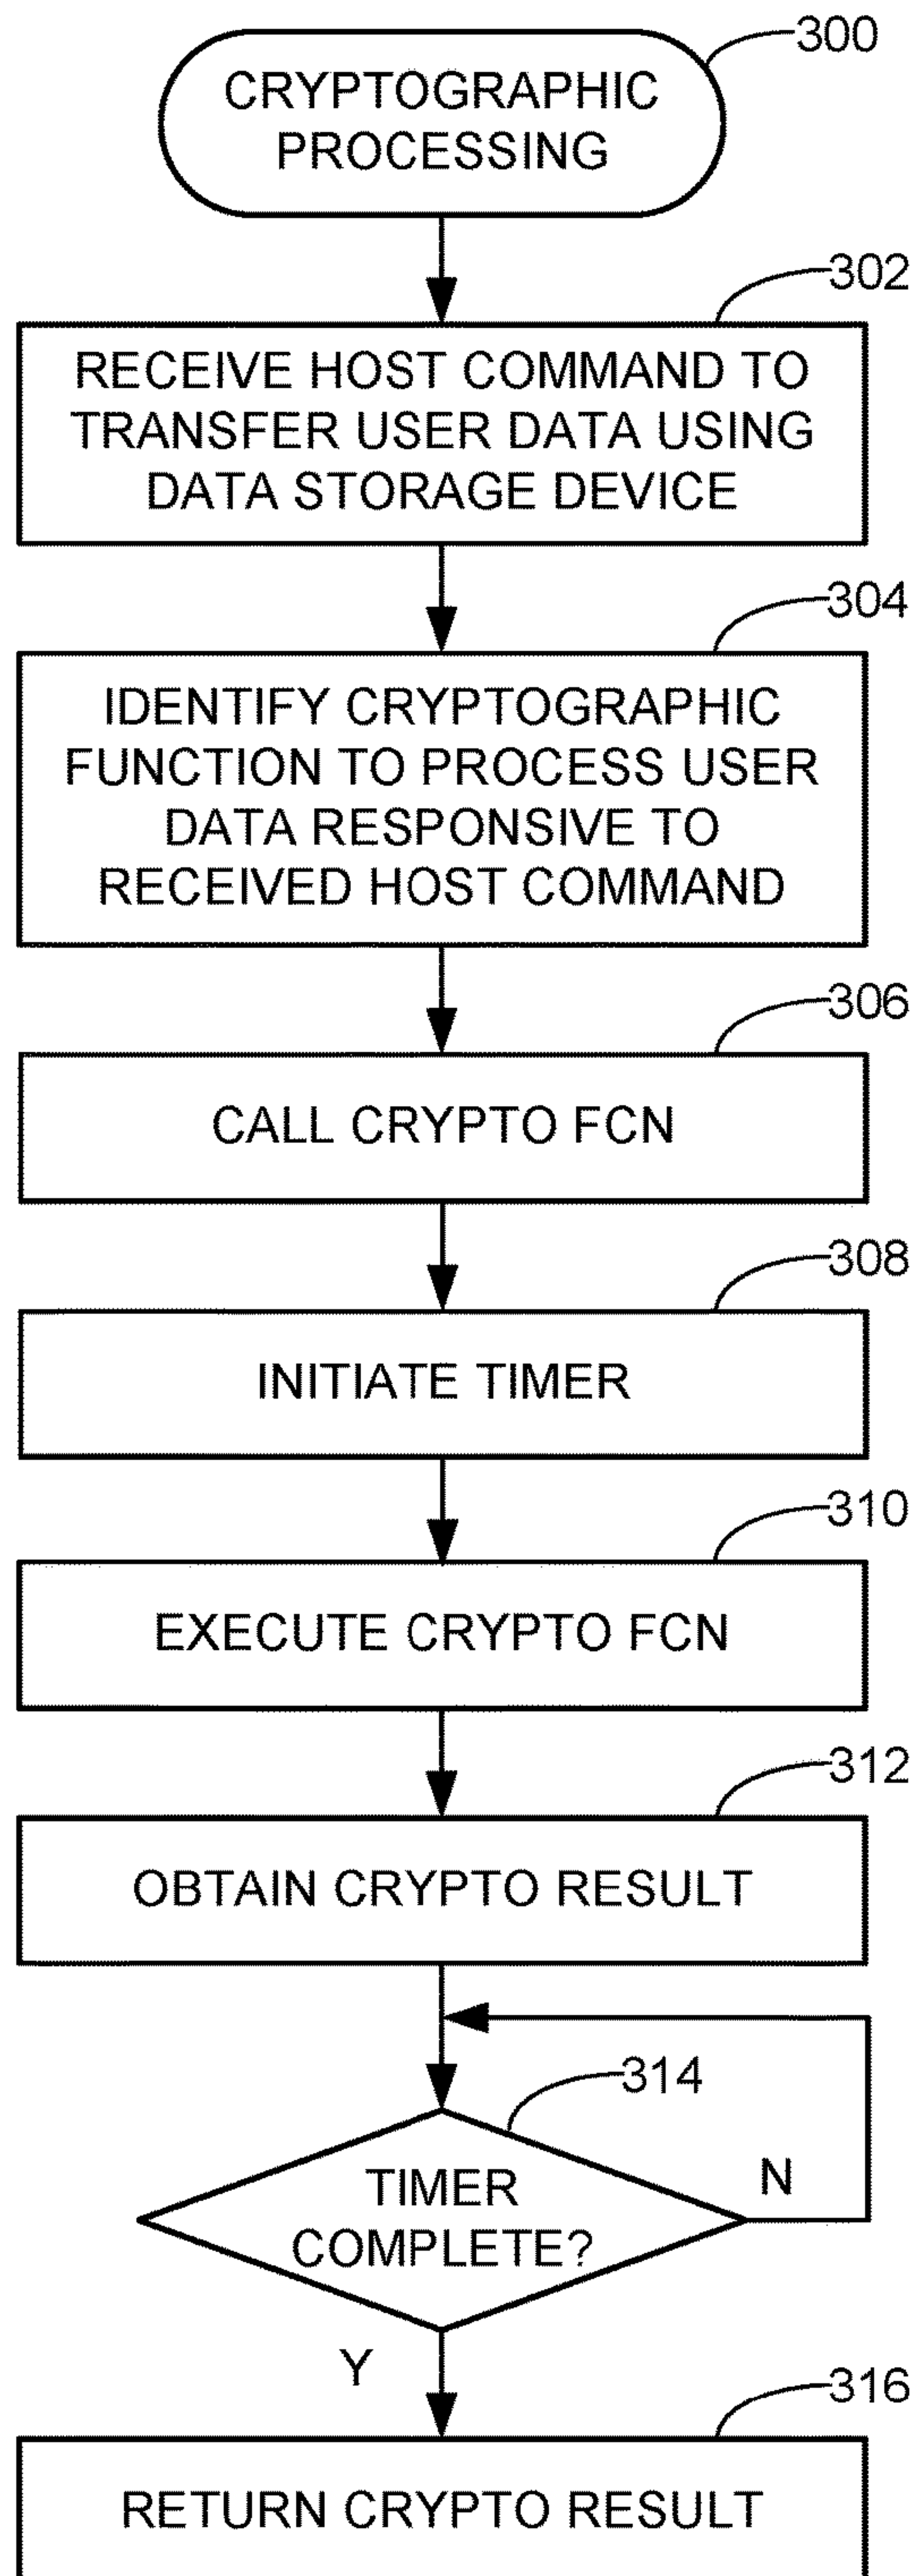 300
CRYPTOGRAPHIC
PROCESSING
302
RECEIVE HOST COMMAND TO
TRANSFER USER DATA USING
DATA STORAGE DEVICE
304
IDENTIFY CRYPTOGRAPHIC
FUNCTION TO PROCESS USER
DATA RESPONSIVE TO
RECEIVED HOST COMMAND
306
CALL CRYPTO FCN
308
INITIATE TIMER
310
EXECUTE CRYPTO FCN
312
OBTAIN CRYPTO RESULT
314
TIMER
COMPLETE?
N
Y
316
RETURN CRYPTO RESULT